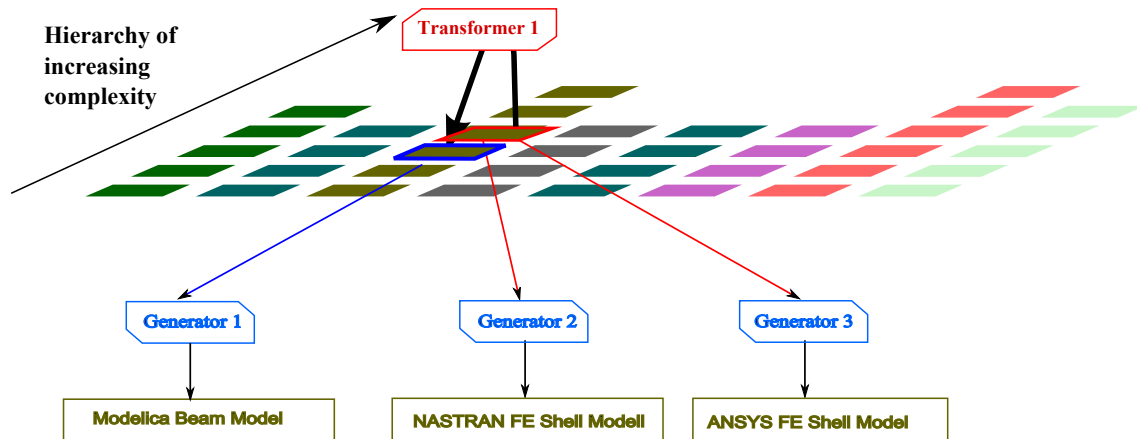 Transformer 1
Hierarchy of
increasing
complexity
Generator 1
Generator 2
Generator 3
Modelica Beam Model
NASTRAN FE Shell Modell
ANSYS FE Shell Model